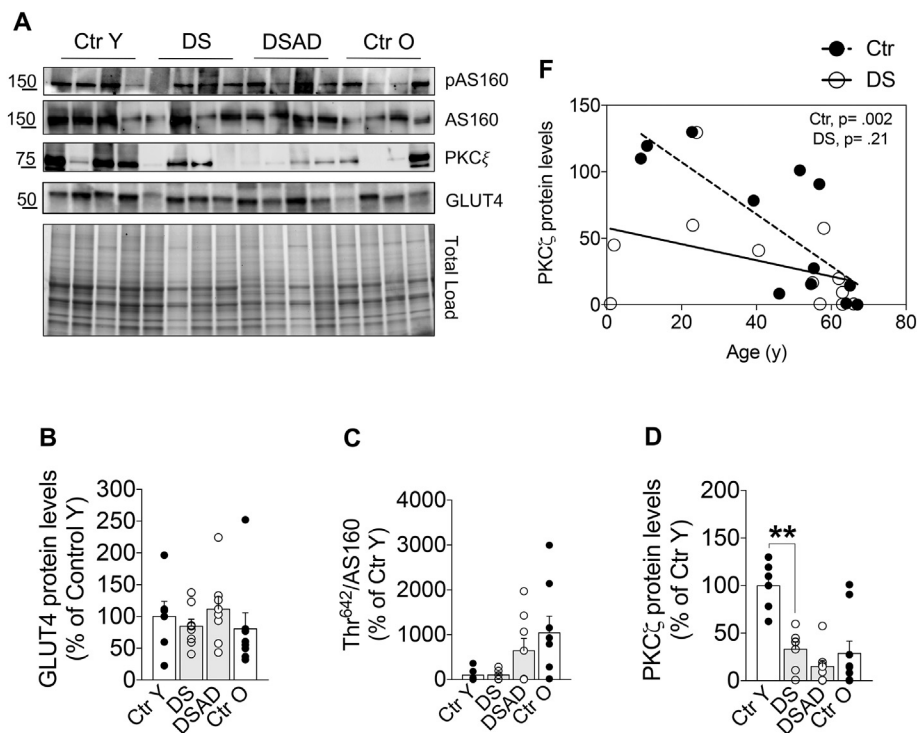 A
Ctr Y DS DSAD Ctr O
150 pAS160
150 AS160
75 PKCξ
50 GLUT4
Total Load
F
Ctr
DS
Ctr, p= .002
DS, p= .21
PKCζ protein levels
150
100
50
0
0 20 40 60 80
Age (y)
B
GLUT4 protein levels
(% of Control Y)
300
250
200
150
100
50
0
Ctr Y DS DSAD Ctr O
C
Thr642/AS160
(% of Ctr Y)
4000
3000
2000
1000
0
Ctr Y DS DSAD Ctr O
D
PKCζ protein levels
(% of Ctr Y)
200
150
100
50
0
**
Ctr Y DS DSAD Ctr O